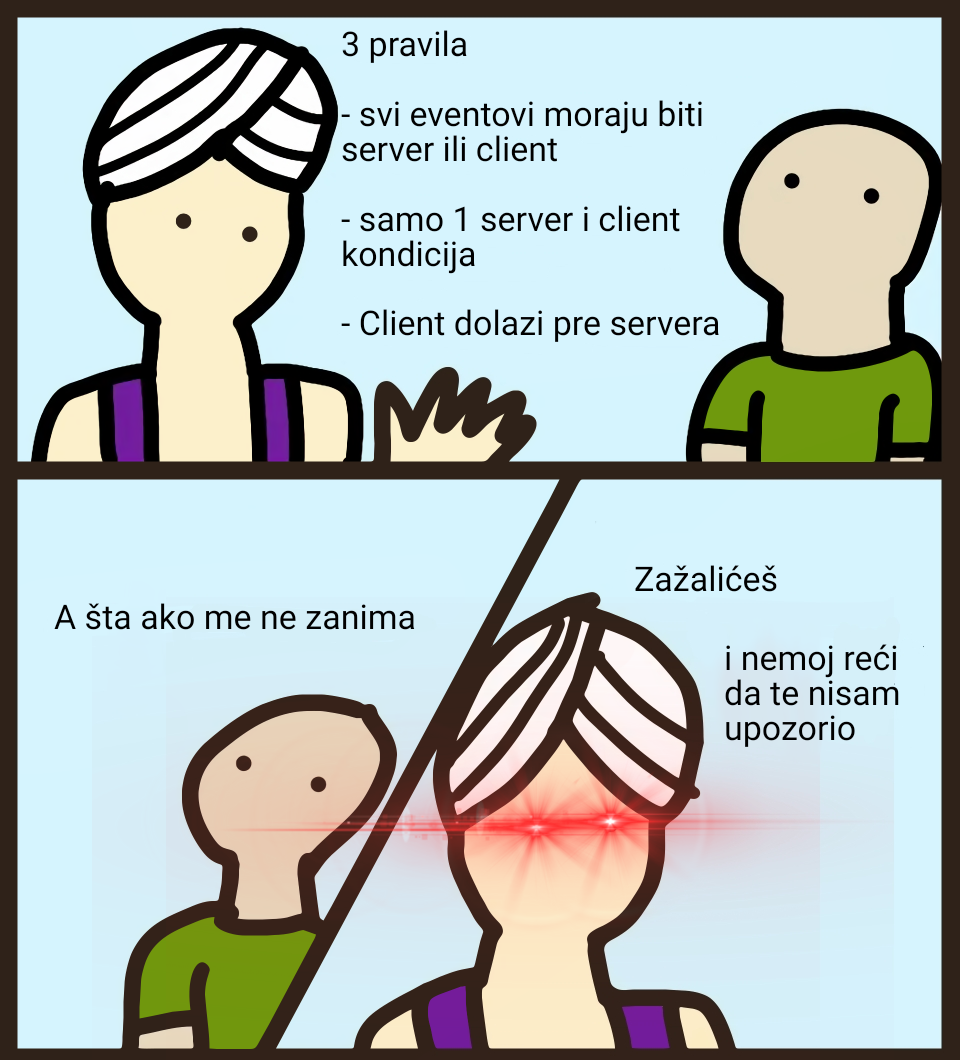 3 pravila
- svi eventovi moraju biti
server ili client
- samo 1 server i client
kondicija
- Client dolazi pre servera
A šta ako me ne zanima
Zažalićeš
i nemoj reći
da te nisam
upozorio